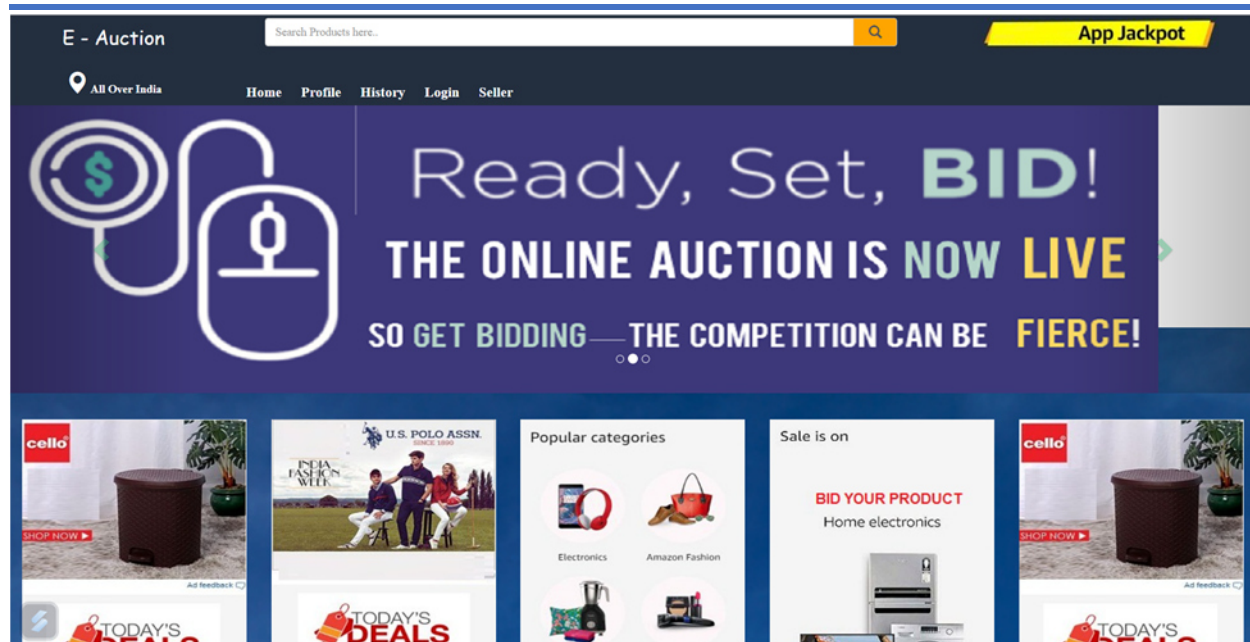 E - Auction
Search Products here..
App Jackpot
All Over India
Home Profile History Login Seller
Ready, Set, BID!
THE ONLINE AUCTION IS NOW LIVE
SO GET BIDDING—THE COMPETITION CAN BE FIERCE!
cello
SHOP NOW
Ad feedback
TODAY'S
DEALS
U.S. POLO ASSN.
SINCE 1890
INDIA
FASHION
WEEK
TODAY'S
DEALS
Popular categories
Electronics
Amazon Fashion
Sale is on
BID YOUR PRODUCT
Home electronics
cello
SHOP NOW
Ad feedback
TODAY'S
DEALS